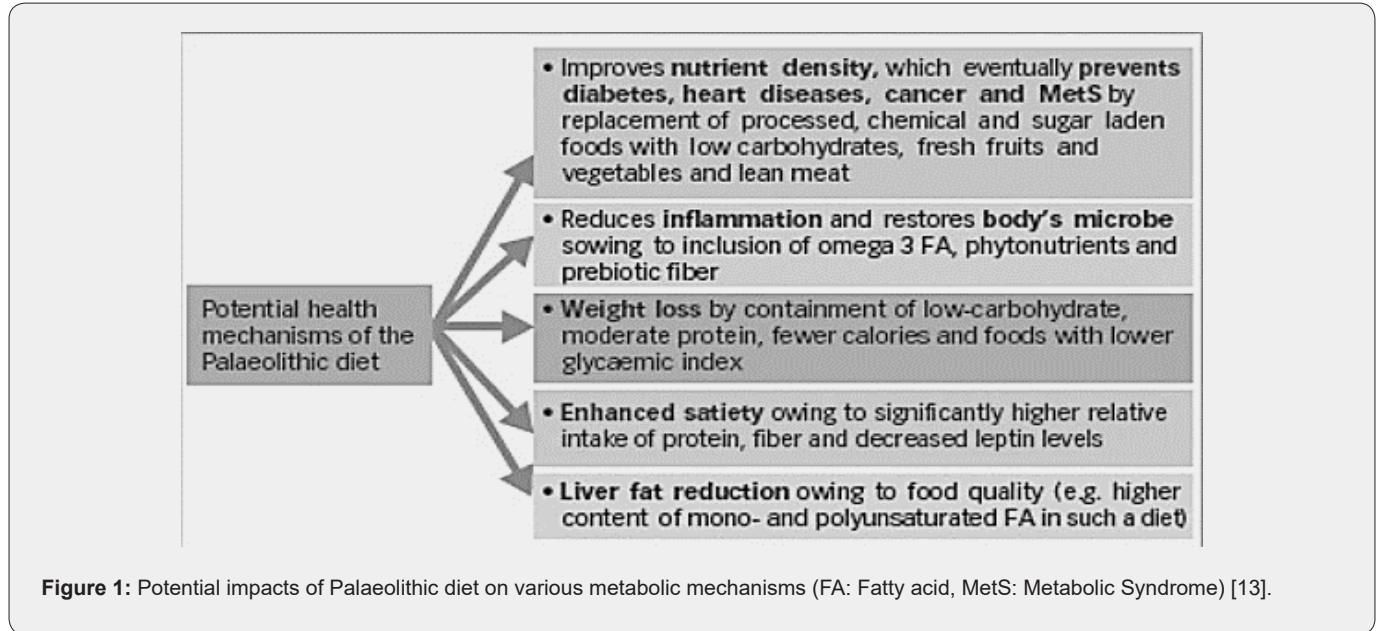 • Improves nutrient density, which eventually prevents
diabetes, heart diseases, cancer and MetS by
replacement of processed, chemical and sugar laden
foods with low carbohydrates, fresh fruits and
vegetables and lean meat
• Reduces inflammation and restores body's microbe
sowing to inclusion of omega 3 FA, phytonutrients and
prebiotic fiber
Potential health
mechanisms of the
Palaeolithic diet
• Weight loss by containment of low-carbohydrate,
moderate protein, fewer calories and foods with lower
glycaemic index
• Enhanced satiety owing to significantly higher relative
intake of protein, fiber and decreased leptin levels
• Liver fat reduction owing to food quality (e.g. higher
content of mono- and polyunsaturated FA in such a diet)
Figure 1: Potential impacts of Palaeolithic diet on various metabolic mechanisms (FA: Fatty acid, MetS: Metabolic Syndrome) [13].